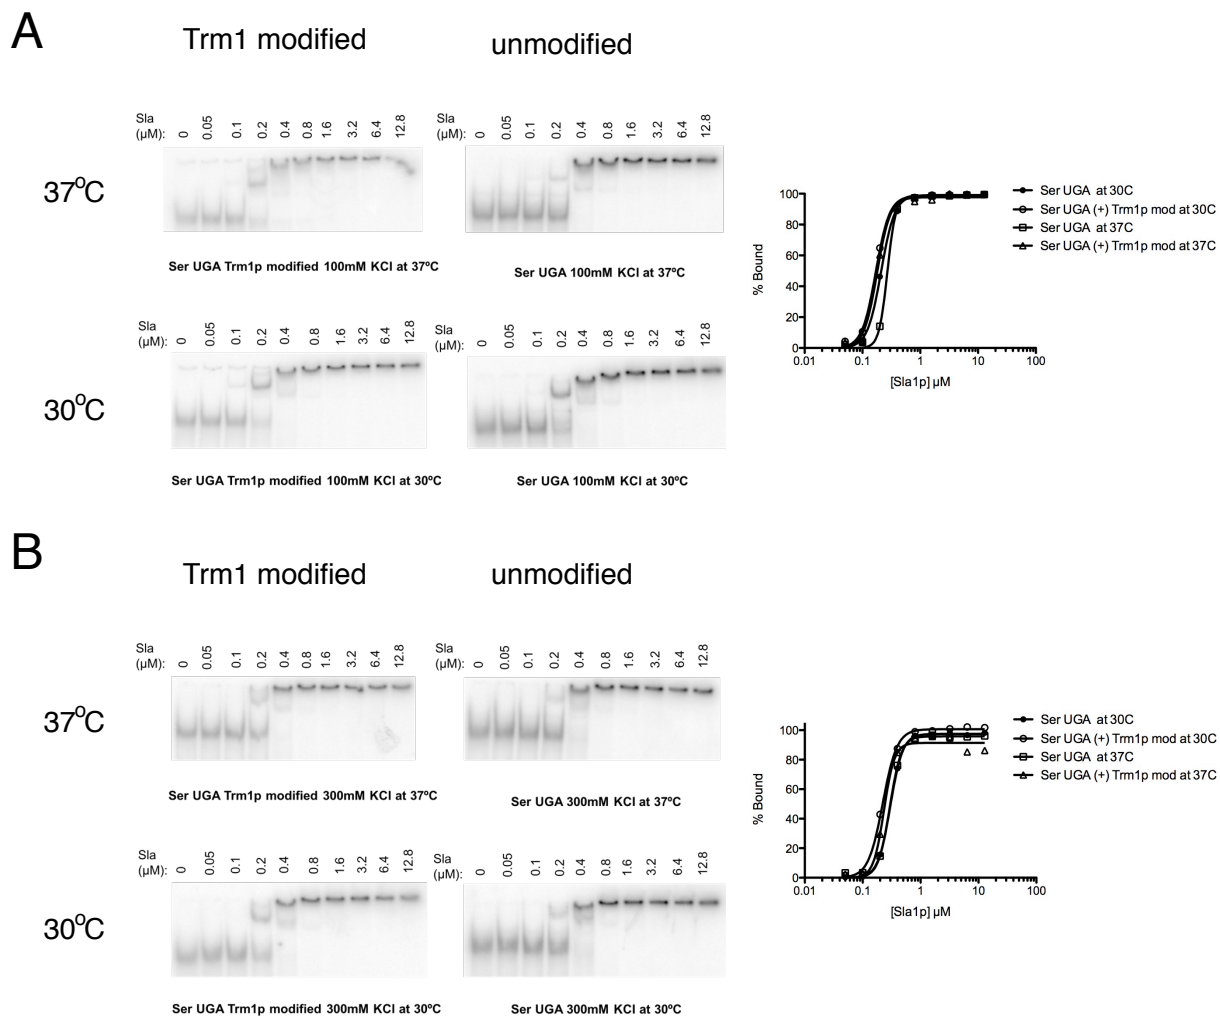 A
Trm1 modified
unmodified
Sla
(µM):
0 0.05 0.1 0.2 0.4 0.8 1.6 3.2 6.4 12.8
Sla
(µM):
0 0.05 0.1 0.2 0.4 0.8 1.6 3.2 6.4 12.8
37ºC
Ser UGA Trm1p modified 100mM KCl at 37ºC
Ser UGA 100mM KCl at 37ºC
Sla
(µM):
0 0.05 0.1 0.2 0.4 0.8 1.6 3.2 6.4 12.8
Sla
(µM):
0 0.05 0.1 0.2 0.4 0.8 1.6 3.2 6.4 12.8
30ºC
Ser UGA Trm1p modified 100mM KCl at 30ºC
Ser UGA 100mM KCl at 30ºC
% Bound
100
80
60
40
20
0
0.01 0.1 1 10 100
[Sla1p] µM
Ser UGA at 30C
Ser UGA (+) Trm1p mod at 30C
Ser UGA at 37C
Ser UGA (+) Trm1p mod at 37C
B
Trm1 modified
unmodified
Sla
(µM):
0 0.05 0.1 0.2 0.4 0.8 1.6 3.2 6.4 12.8
Sla
(µM):
0 0.05 0.1 0.2 0.4 0.8 1.6 3.2 6.4 12.8
37ºC
Ser UGA Trm1p modified 300mM KCl at 37ºC
Ser UGA 300mM KCl at 37ºC
Sla
(µM):
0 0.05 0.1 0.2 0.4 0.8 1.6 3.2 6.4 12.8
Sla
(µM):
0 0.05 0.1 0.2 0.4 0.8 1.6 3.2 6.4 12.8
30ºC
Ser UGA Trm1p modified 300mM KCl at 30ºC
Ser UGA 300mM KCl at 30ºC
% Bound
100
80
60
40
20
0
0.01 0.1 1 10 100
[Sla1p] µM
Ser UGA at 30C
Ser UGA (+) Trm1p mod at 30C
Ser UGA at 37C
Ser UGA (+) Trm1p mod at 37C